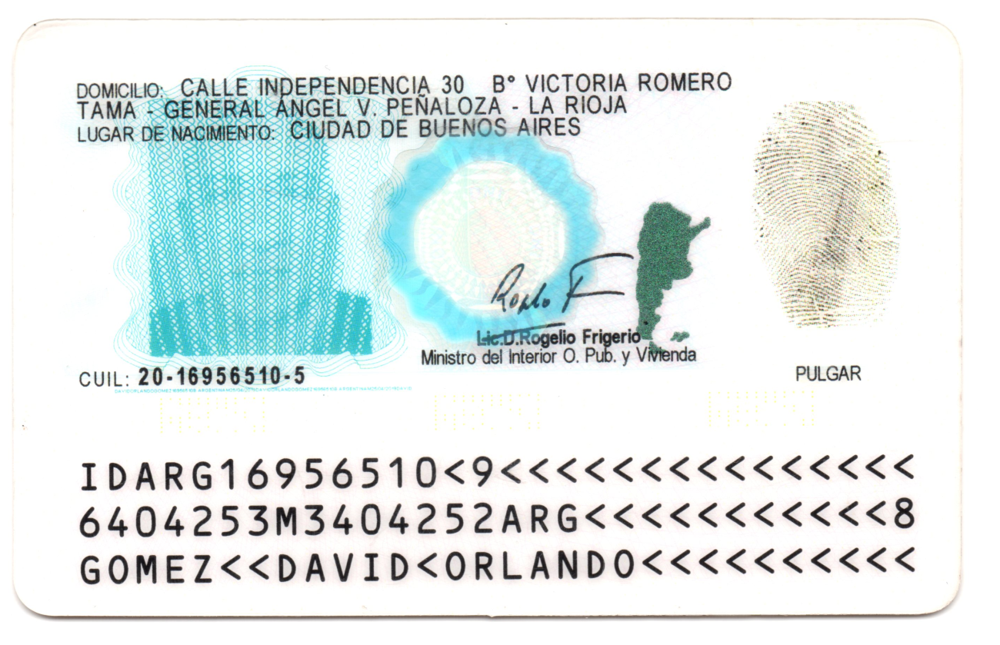 DOMICILIO: CALLE INDEPENDENCIA 30 B° VICTORIA ROMERO
TAMA - GENERAL ÁNGEL V. PEÑALOZA - LA RIOJA
LUGAR DE NACIMIENTO: CIUDAD DE BUENOS AIRES
Lic.D.Rogelio Frigerio
Ministro del Interior O. Pub. y Vivienda
PULGAR
CUIL: 20-16956510-5
IDARG16956510<9<<<<<<<<<<<<<<<
6404253M3404252ARG<<<<<<<<<<<8
GOMEZ<<DAVID<ORLANDO<<<<<<<<<<